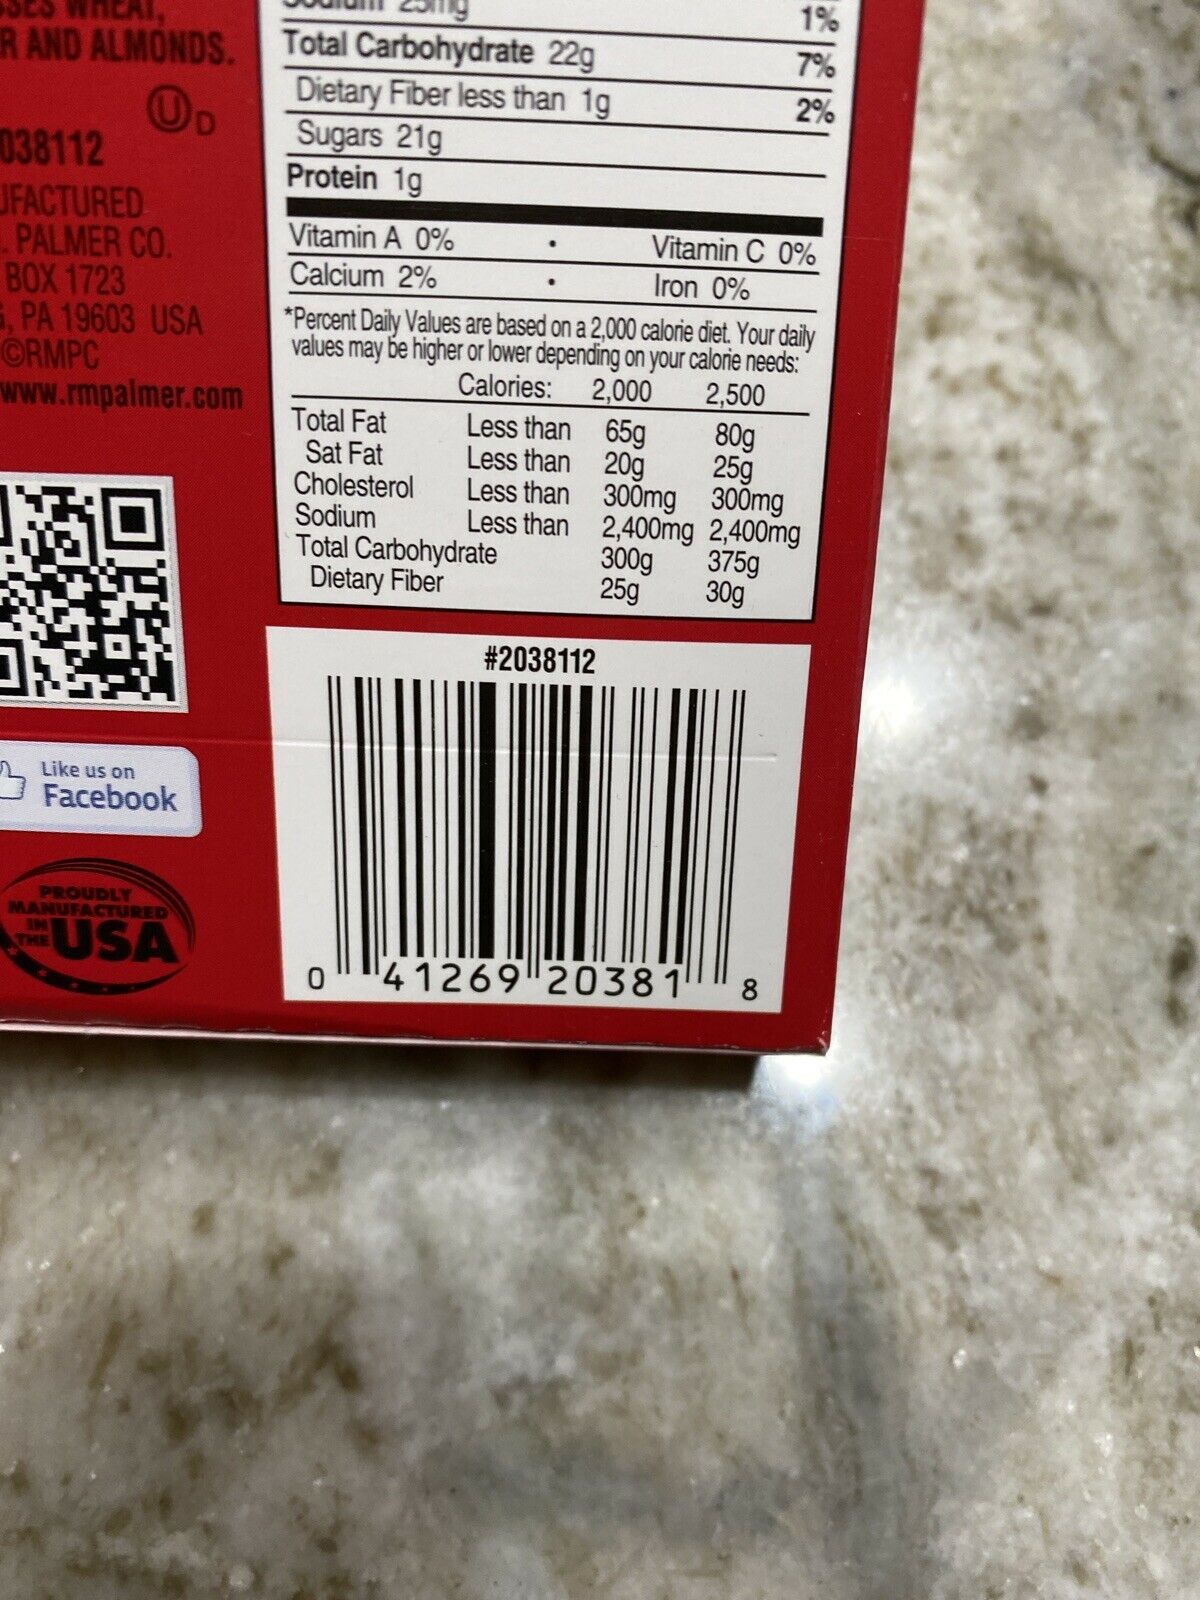 WHEAT,
AND ALMONDS.
U D
038112
UFACTURED
. PALMER CO.
BOX 1723
, PA 19603 USA
©RMPC
www.rmpalmer.com
Like us on
Facebook
PROUDLY
MANUFACTURED
IN
THE USA
Sodium 25mg 1%
Total Carbohydrate 22g 7%
Dietary Fiber less than 1g 2%
Sugars 21g
Protein 1g
Vitamin A 0% • Vitamin C 0%
Calcium 2% • Iron 0%
*Percent Daily Values are based on a 2,000 calorie diet. Your daily
values may be higher or lower depending on your calorie needs:
Calories: 2,000 2,500
Total Fat Less than 65g 80g
Sat Fat Less than 20g 25g
Cholesterol Less than 300mg 300mg
Sodium Less than 2,400mg 2,400mg
Total Carbohydrate 300g 375g
Dietary Fiber 25g 30g
#2038112
0 41269 20381 8